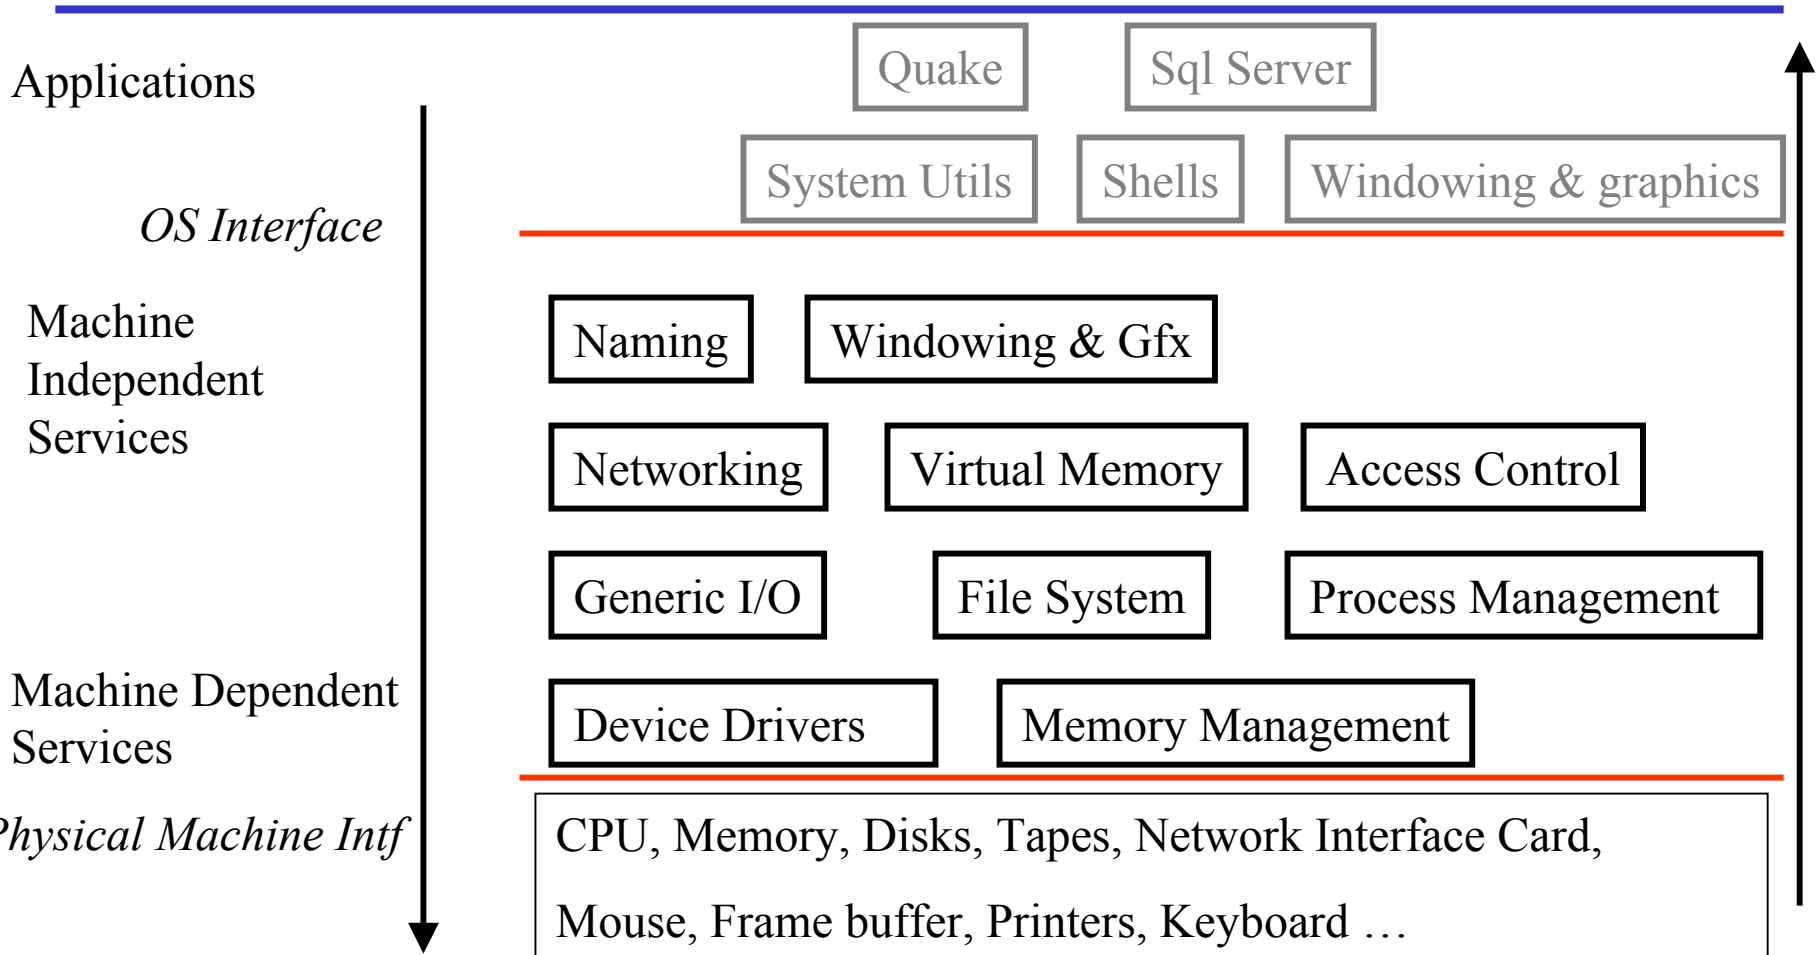 Applications
Quake
Sql Server
System Utils
Shells
Windowing & graphics
OS Interface
Machine
Independent
Services
Naming
Windowing & Gfx
Networking
Virtual Memory
Access Control
Generic I/O
File System
Process Management
Machine Dependent
Services
Device Drivers
Memory Management
Physical Machine Intf
CPU, Memory, Disks, Tapes, Network Interface Card,
Mouse, Frame buffer, Printers, Keyboard …